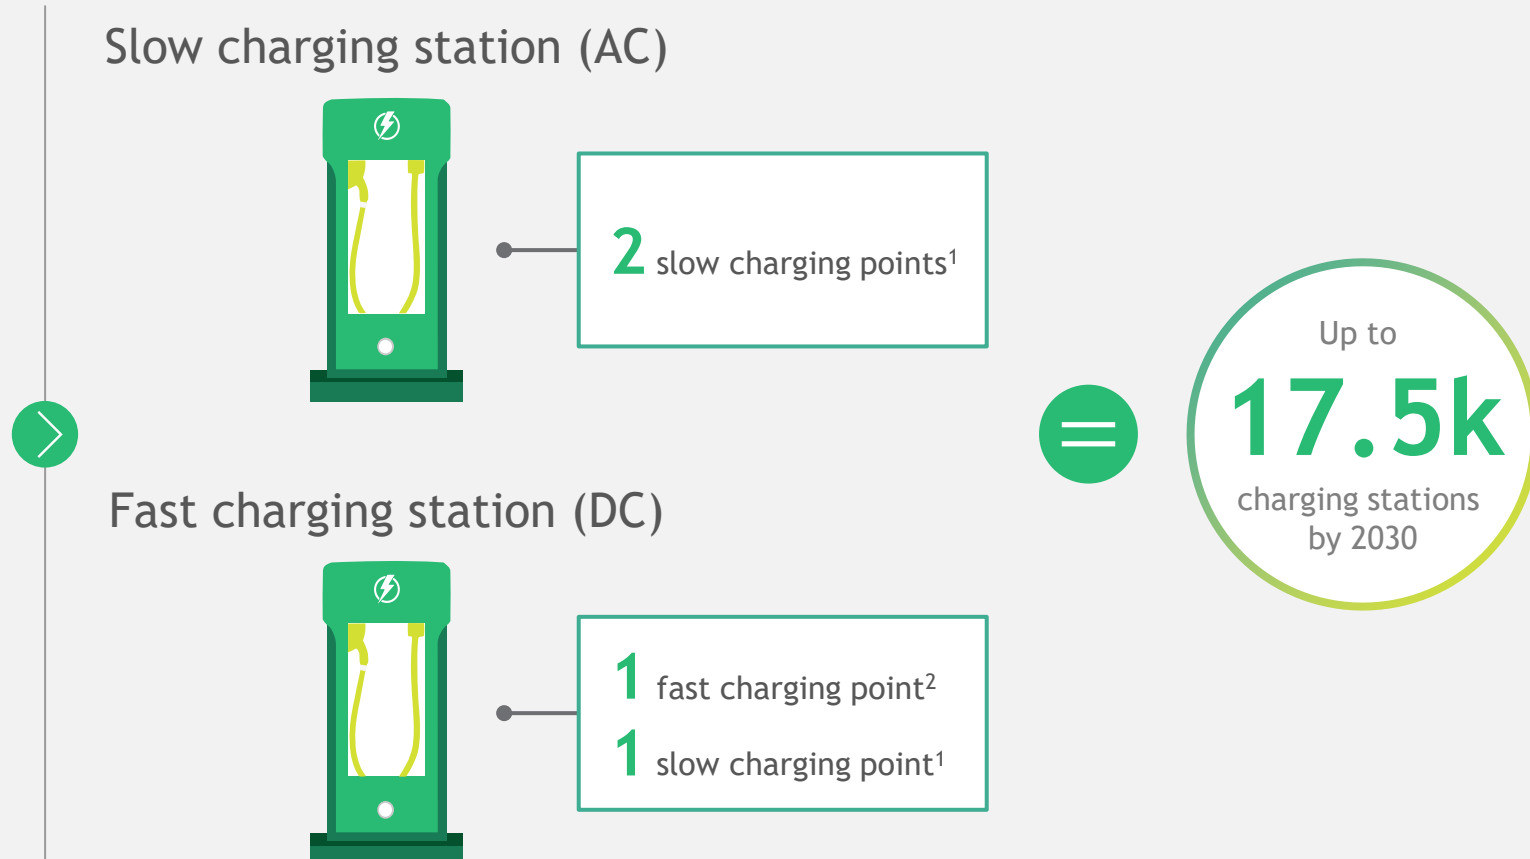 Slow charging station (AC)
2 slow charging points¹
Fast charging station (DC)
1 fast charging point²
1 slow charging point¹
=
Up to
17.5k
charging stations
by 2030